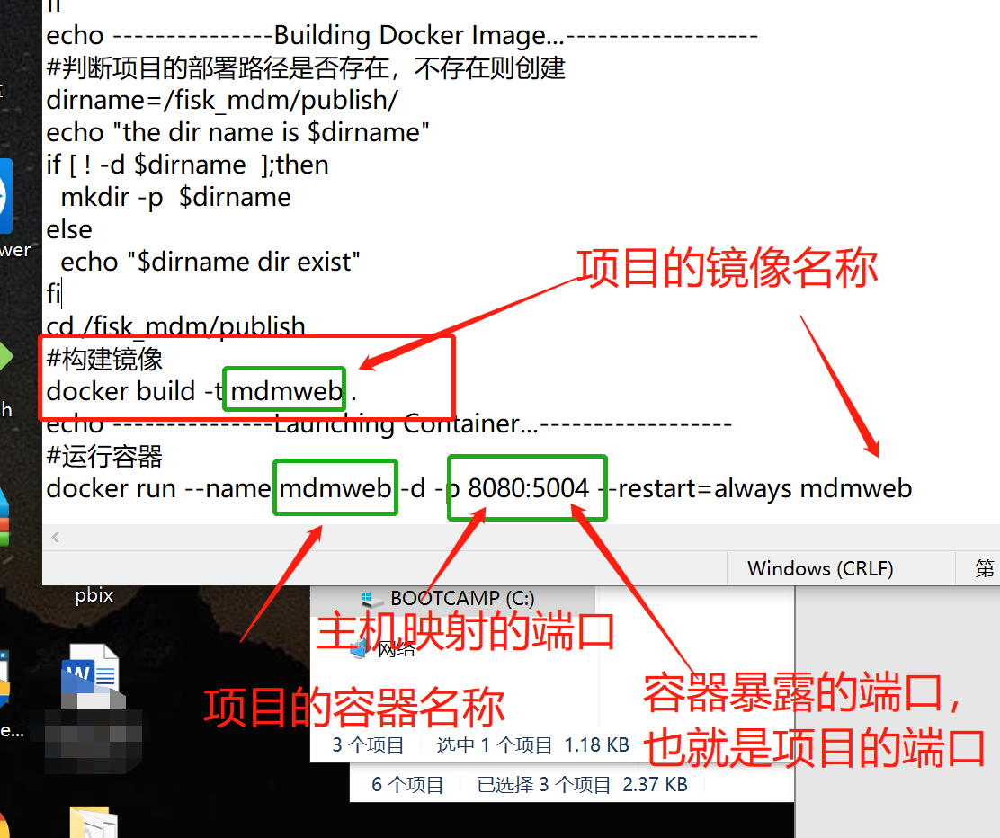 fi
echo ---------------Building Docker Image...------------------
#判断项目的部署路径是否存在，不存在则创建
dirname=/fisk_mdm/publish/
echo "the dir name is $dirname"
if [ ! -d $dirname  ];then
  mkdir -p  $dirname
else
  echo "$dirname dir exist"
fi
项目的镜像名称
cd /fisk_mdm/publish
#构建镜像
docker build -t mdmweb .
echo ---------------Launching Container...------------------
#运行容器
docker run --name mdmweb -d -p 8080:5004 --restart=always mdmweb
Windows (CRLF)
第
pbix
BOOTCAMP (C:)
主机映射的端口
网络
项目的容器名称
容器暴露的端口，
也就是项目的端口
3 个项目
选中 1 个项目  1.18 KB
6 个项目
已选择 3 个项目  2.37 KB
wer
h
e...